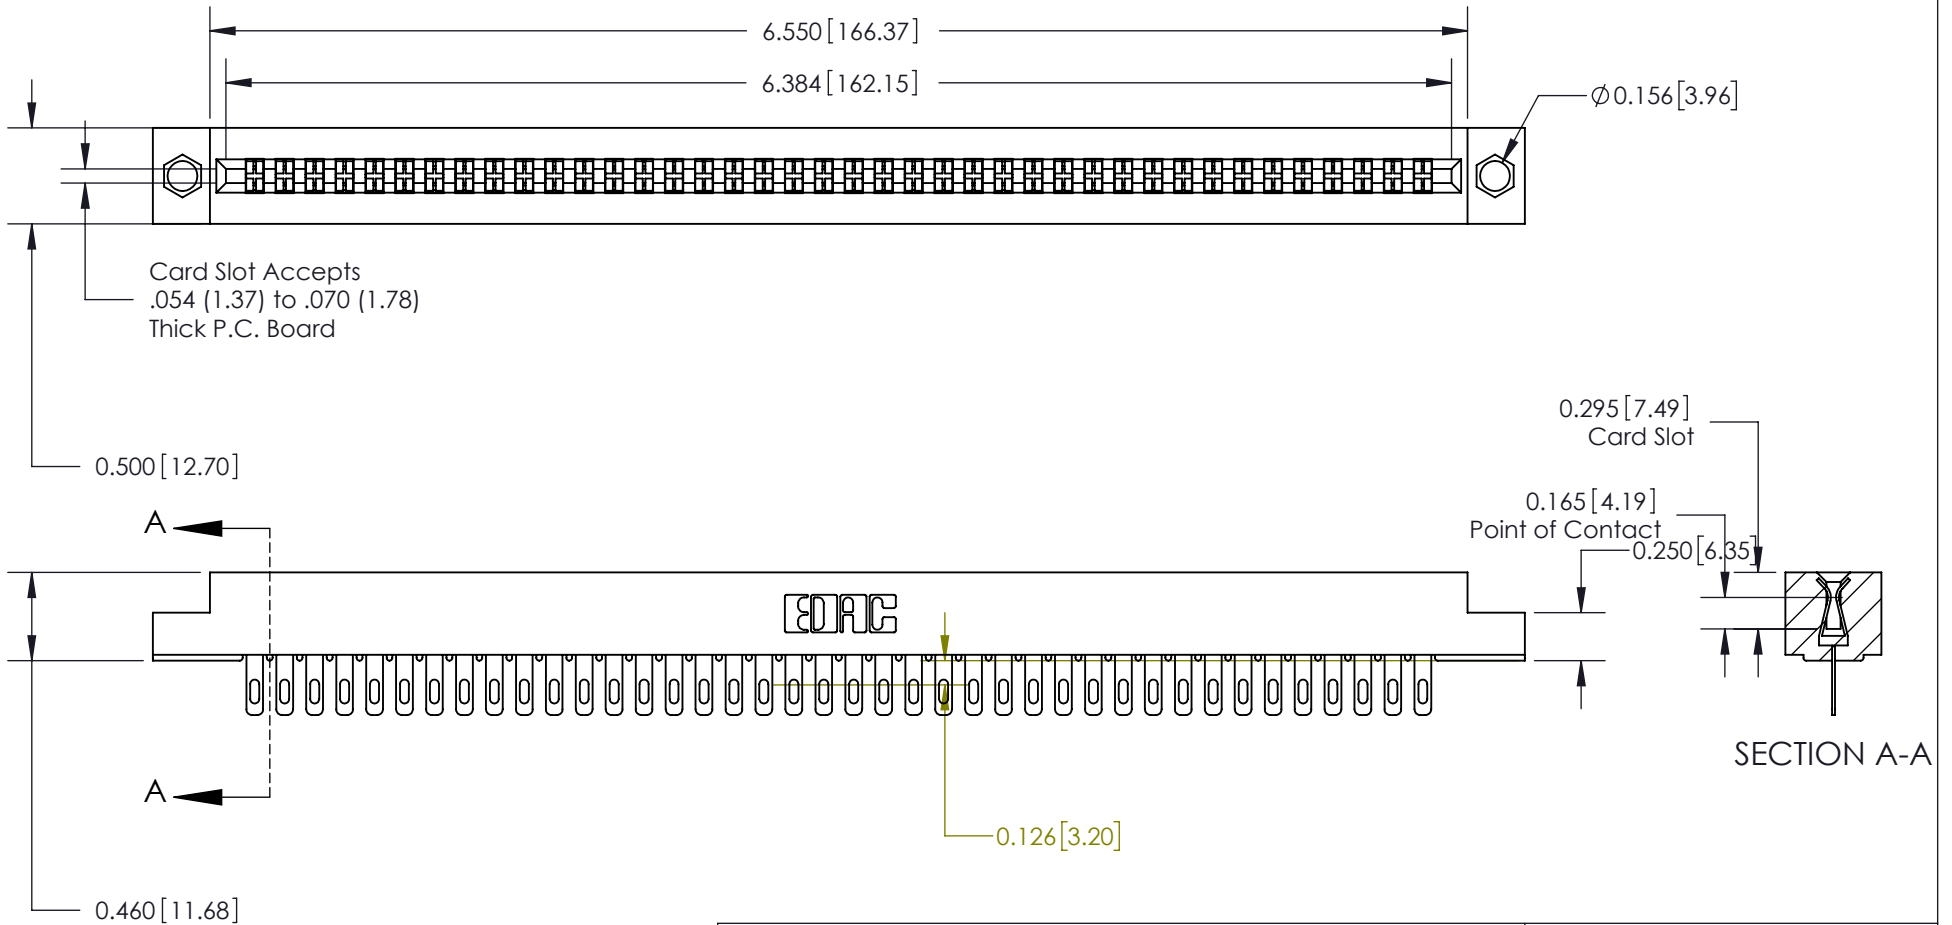 6.550[166.37]
6.384[162.15]
Ø0.156[3.96]
Card Slot Accepts
.054 (1.37) to .070 (1.78)
Thick P.C. Board
0.295[7.49]
Card Slot
0.500[12.70]
0.165[4.19]
Point of Contact
0.250[6.35]
A
EDAC
SECTION A-A
A
0.126[3.20]
0.460[11.68]